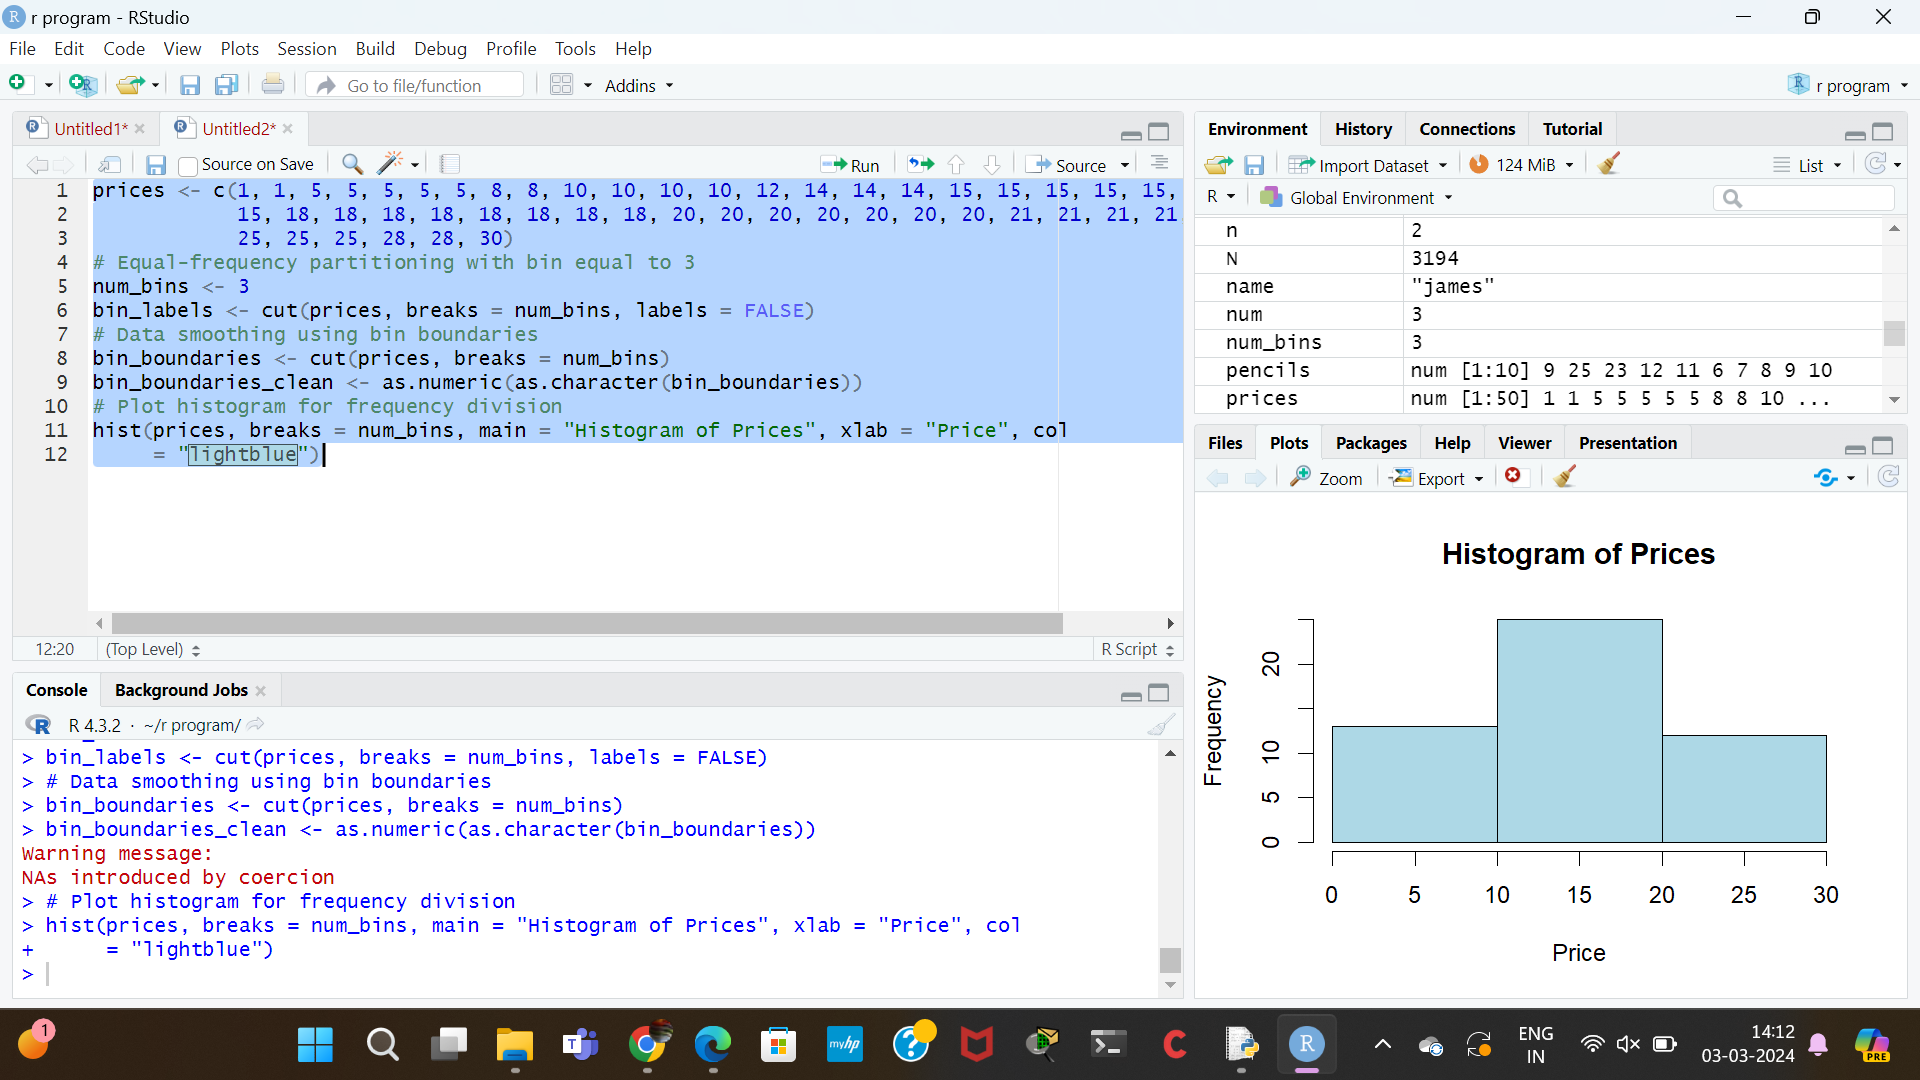 r program - RStudio
File Edit Code View Plots Session Build Debug Profile Tools Help
Go to file/function Addins r program
Untitled1* Untitled2*
Source on Save Run Source
1 prices <- c(1, 1, 5, 5, 5, 5, 5, 8, 8, 10, 10, 10, 10, 12, 14, 14, 14, 15, 15, 15, 15, 15,
2 15, 18, 18, 18, 18, 18, 18, 18, 18, 20, 20, 20, 20, 20, 20, 20, 21, 21, 21, 21
3 25, 25, 25, 28, 28, 30)
4 # Equal-frequency partitioning with bin equal to 3
5 num_bins <- 3
6 bin_labels <- cut(prices, breaks = num_bins, labels = FALSE)
7 # Data smoothing using bin boundaries
8 bin_boundaries <- cut(prices, breaks = num_bins)
9 bin_boundaries_clean <- as.numeric(as.character(bin_boundaries))
10 # Plot histogram for frequency division
11 hist(prices, breaks = num_bins, main = "Histogram of Prices", xlab = "Price", col
12 = "lightblue")
12:20 (Top Level) R Script
Console Background Jobs
R 4.3.2 · ~/r program/
> bin_labels <- cut(prices, breaks = num_bins, labels = FALSE)
> # Data smoothing using bin boundaries
> bin_boundaries <- cut(prices, breaks = num_bins)
> bin_boundaries_clean <- as.numeric(as.character(bin_boundaries))
Warning message:
NAs introduced by coercion
> # Plot histogram for frequency division
> hist(prices, breaks = num_bins, main = "Histogram of Prices", xlab = "Price", col
+ = "lightblue")
>
Environment History Connections Tutorial
Import Dataset 124 MiB List
R Global Environment
n 2
N 3194
name "james"
num 3
num_bins 3
pencils num [1:10] 9 25 23 12 11 6 7 8 9 10
prices num [1:50] 1 1 5 5 5 5 5 8 8 10 ...
Files Plots Packages Help Viewer Presentation
Zoom Export
Histogram of Prices
Frequency
20
10
5
0
0 5 10 15 20 25 30
Price
1
myhp
ENG
IN
14:12
03-03-2024
PRE